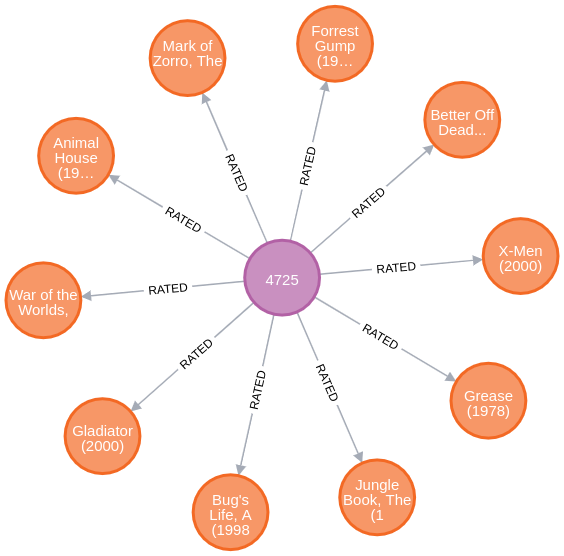 Forrest
Gump
(19…
Mark of
Zorro, The
Better Off
Dead...
Animal
House
(19…
X-Men
(2000)
War of the
Worlds,
4725
Grease
(1978)
Gladiator
(2000)
Jungle
Book, The
(1
Bug's
Life, A
(1998
RATED
RATED
RATED
RATED
RATED
RATED
RATED
RATED
RATED
RATED